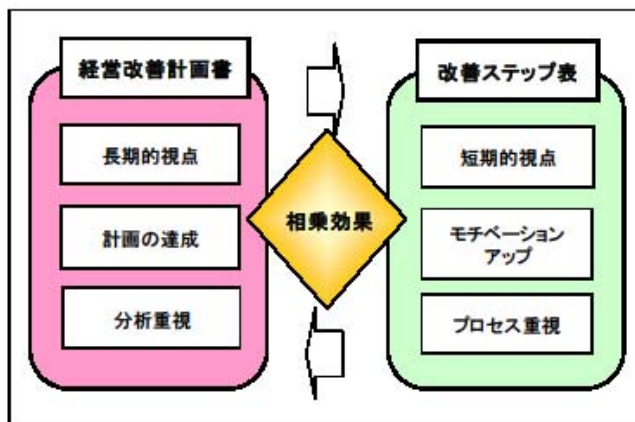 経営改善計画書
長期的視点
計画の達成
分析重視
相乗効果
改善ステップ表
短期的視点
モチベーション
アップ
プロセス重視